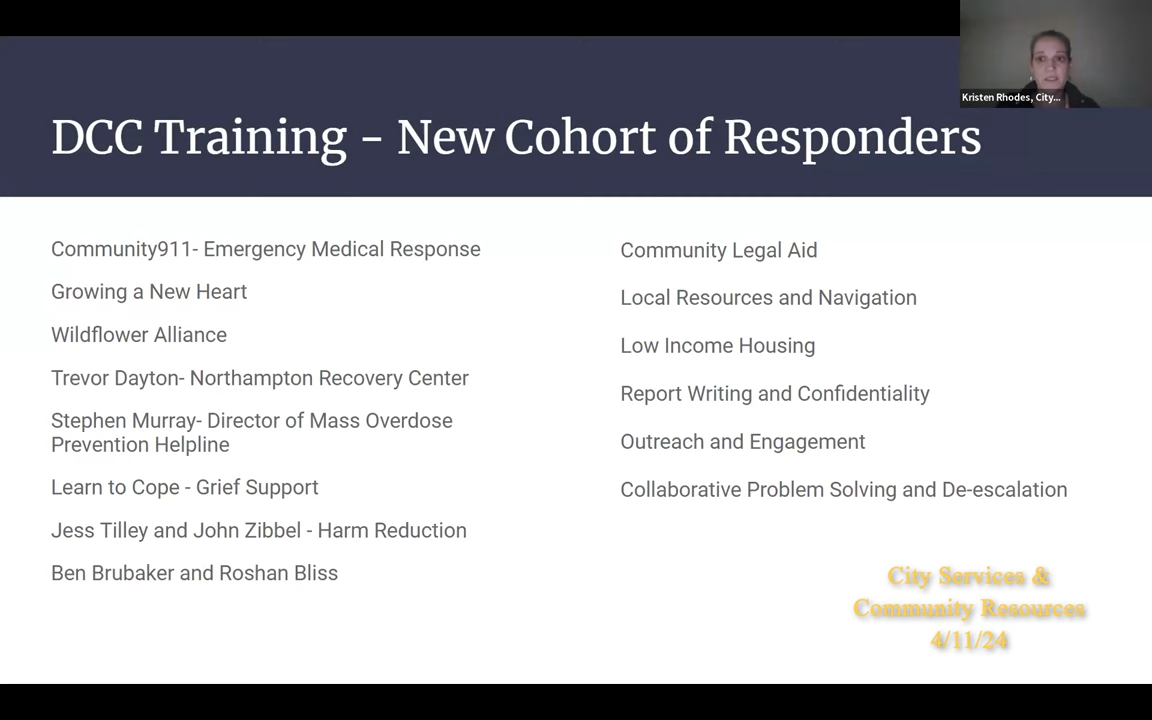 Kristen Rhodes, City...
DCC Training - New Cohort of Responders
Community911- Emergency Medical Response
Growing a New Heart
Wildflower Alliance
Trevor Dayton- Northampton Recovery Center
Stephen Murray- Director of Mass Overdose
Prevention Helpline
Learn to Cope - Grief Support
Jess Tilley and John Zibbel - Harm Reduction
Ben Brubaker and Roshan Bliss
Community Legal Aid
Local Resources and Navigation
Low Income Housing
Report Writing and Confidentiality
Outreach and Engagement
Collaborative Problem Solving and De-escalation
City Services &
Community Resources
4/11/24